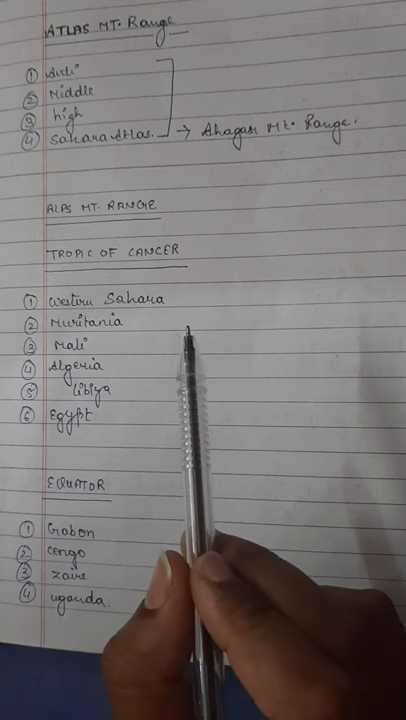 ATLAS MT. Range
① Anti
② Middle
③ high
④ Sahara Atlas. → Ahagar Mt. Range.
ALPS MT. RANGE
TROPIC OF CANCER
① Western Sahara
② Muritania
③ Mali
④ Algeria
⑤ libiya
⑥ Egypt
EQUATOR
① Gabon
② Congo
③ Zaire
④ uganda.